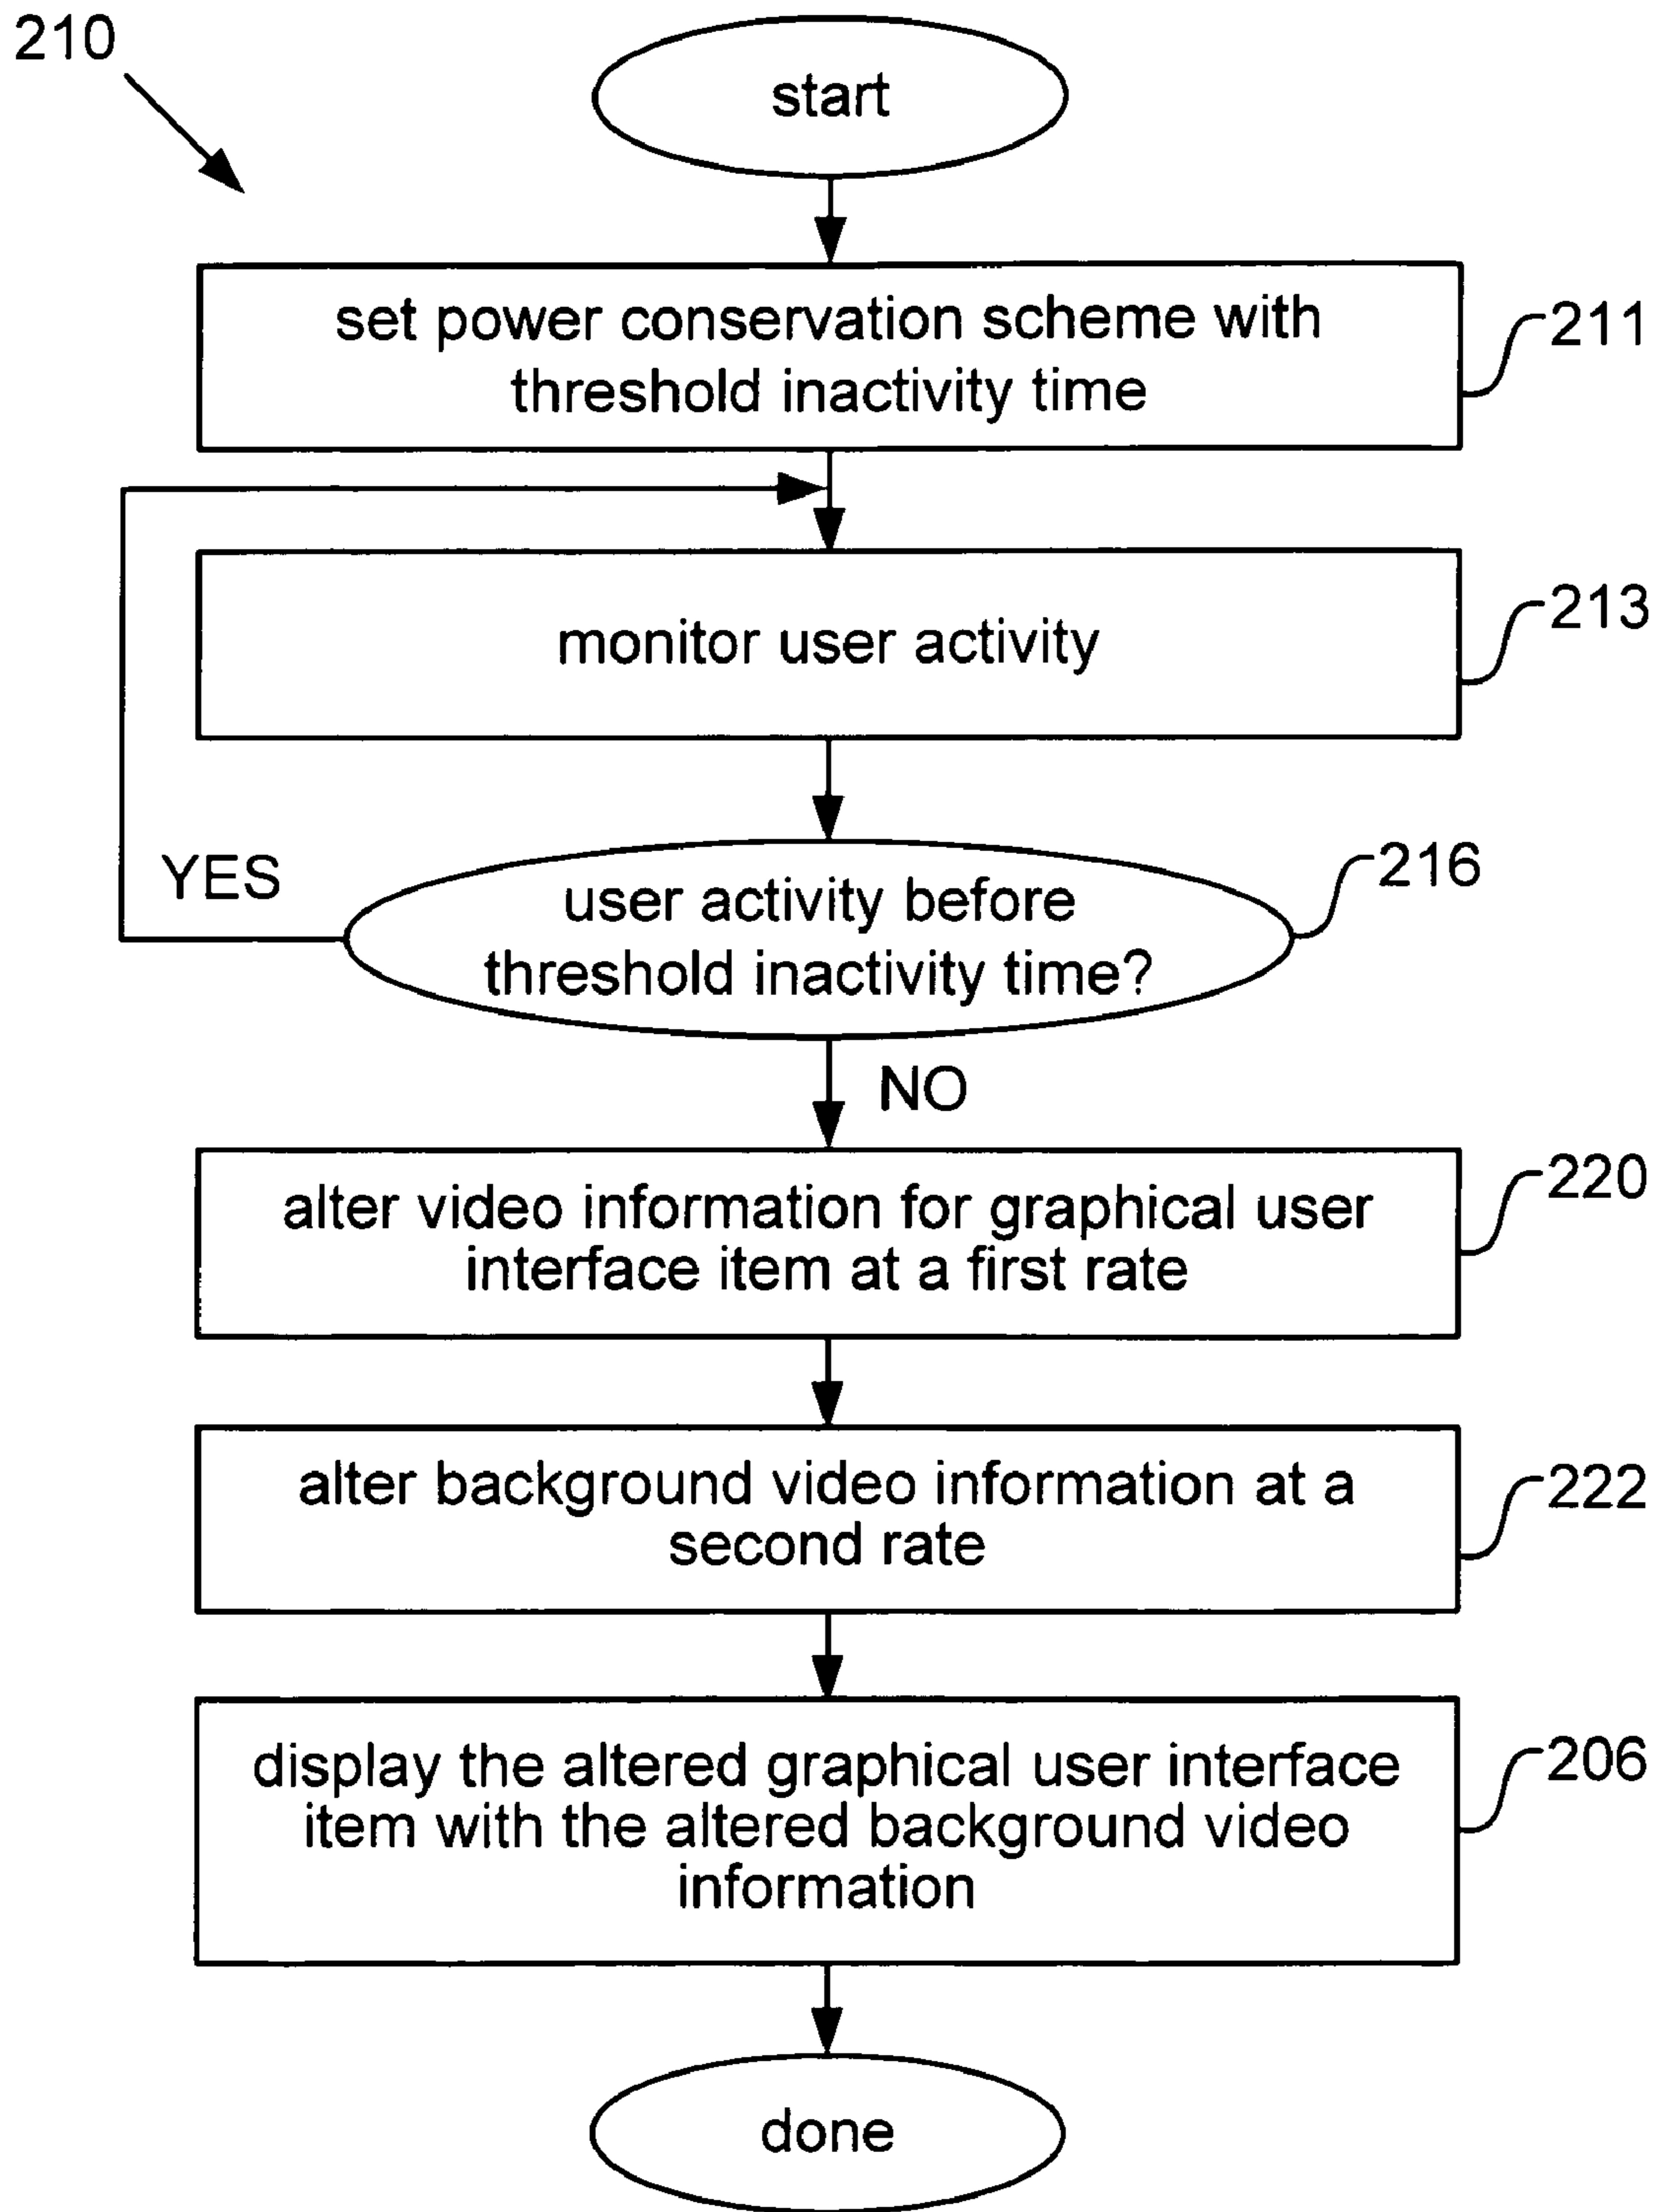 210
start
set power conservation scheme with
threshold inactivity time
211
monitor user activity
213
YES
user activity before
threshold inactivity time?
216
NO
alter video information for graphical user
interface item at a first rate
220
alter background video information at a
second rate
222
display the altered graphical user interface
item with the altered background video
information
206
done